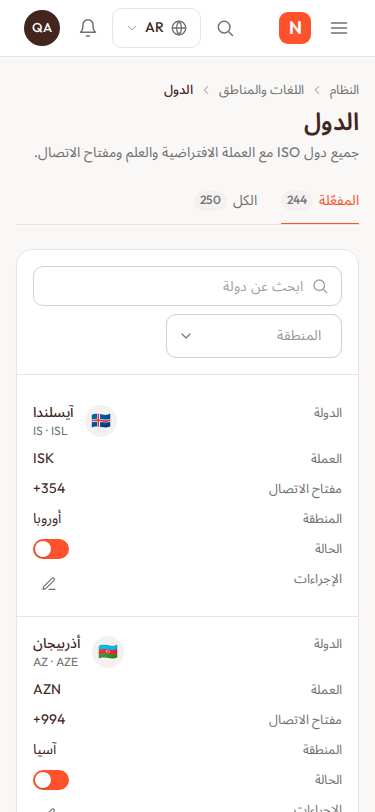 N
AR
QA
النظام > اللغات والمناطق > الدول
الدول
جميع دول ISO مع العملة الافتراضية والعلم ومفتاح الاتصال.
المفعّلة 244 الكل 250
ابحث عن دولة
المنطقة
الدولة آيسلندا
IS · ISL
العملة ISK
مفتاح الاتصال +354
المنطقة أوروبا
الحالة
الإجراءات
الدولة أذربيجان
AZ · AZE
العملة AZN
مفتاح الاتصال +994
المنطقة آسيا
الحالة
الإجراءات